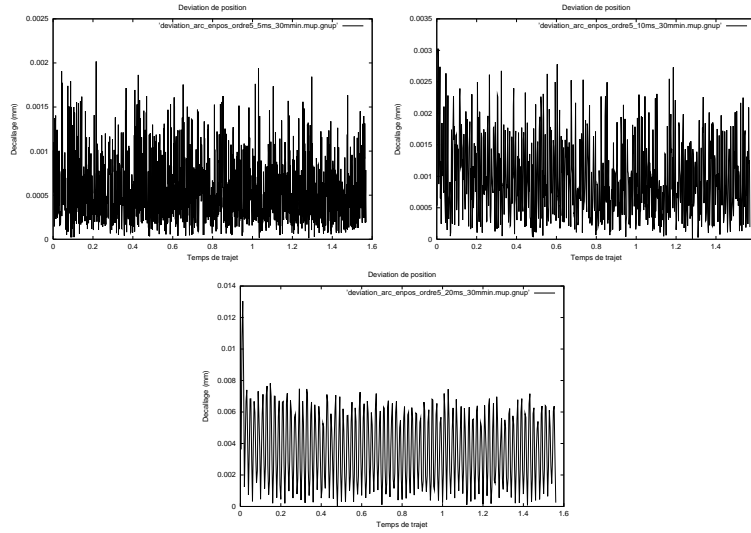 Deviation de position
'deviation_arc_enpos_ordre5_5ms_30mmin.mup.gnup'
Decallage (mm)
0.0025
0.002
0.0015
0.001
0.0005
0
0 0.2 0.4 0.6 0.8 1 1.2 1.4 1.6
Temps de trajet
Deviation de position
'deviation_arc_enpos_ordre5_10ms_30mmin.mup.gnup'
Decallage (mm)
0.0035
0.003
0.0025
0.002
0.0015
0.001
0.0005
0
0 0.2 0.4 0.6 0.8 1 1.2 1.4
Temps de trajet
Deviation de position
'deviation_arc_enpos_ordre5_20ms_30mmin.mup.gnup'
Decallage (mm)
0.014
0.012
0.01
0.008
0.006
0.004
0.002
0
0 0.2 0.4 0.6 0.8 1 1.2 1.4 1.6
Temps de trajet